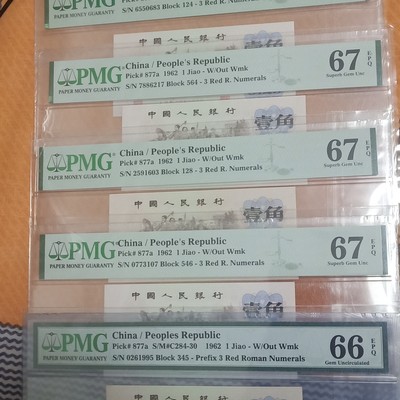 PMG
PAPER MONEY GUARANTY
S/N 6550683 Block 124 - 3 Red R. Numerals
Superb Gem Unc
EPQ
中國人民銀行
壹角
PMG
PAPER MONEY GUARANTY
China / People's Republic
Pick# 877a 1962 1 Jiao - W/Out Wmk
S/N 7886217 Block 564 - 3 Red R. Numerals
67
EPQ
Superb Gem Unc
中國人民銀行
壹角
PMG
PAPER MONEY GUARANTY
China / People's Republic
Pick# 877a 1962 1 Jiao - W/Out Wmk
S/N 2591603 Block 128 - 3 Red R. Numerals
67
EPQ
Superb Gem Unc
中國人民銀行
壹角
PMG
PAPER MONEY GUARANTY
China / People's Republic
Pick# 877a 1962 1 Jiao - W/Out Wmk
S/N 0773107 Block 546 - 3 Red R. Numerals
67
EPQ
Superb Gem Unc
中國人民銀行
壹角
PMG
PAPER MONEY GUARANTY
China / Peoples Republic
Pick# 877a S/M#C284-30 1962 1 Jiao - W/Out Wmk
S/N 0261995 Block 345 - Prefix 3 Red Roman Numerals
66
EPQ
Gem Uncirculated
中國人民銀行